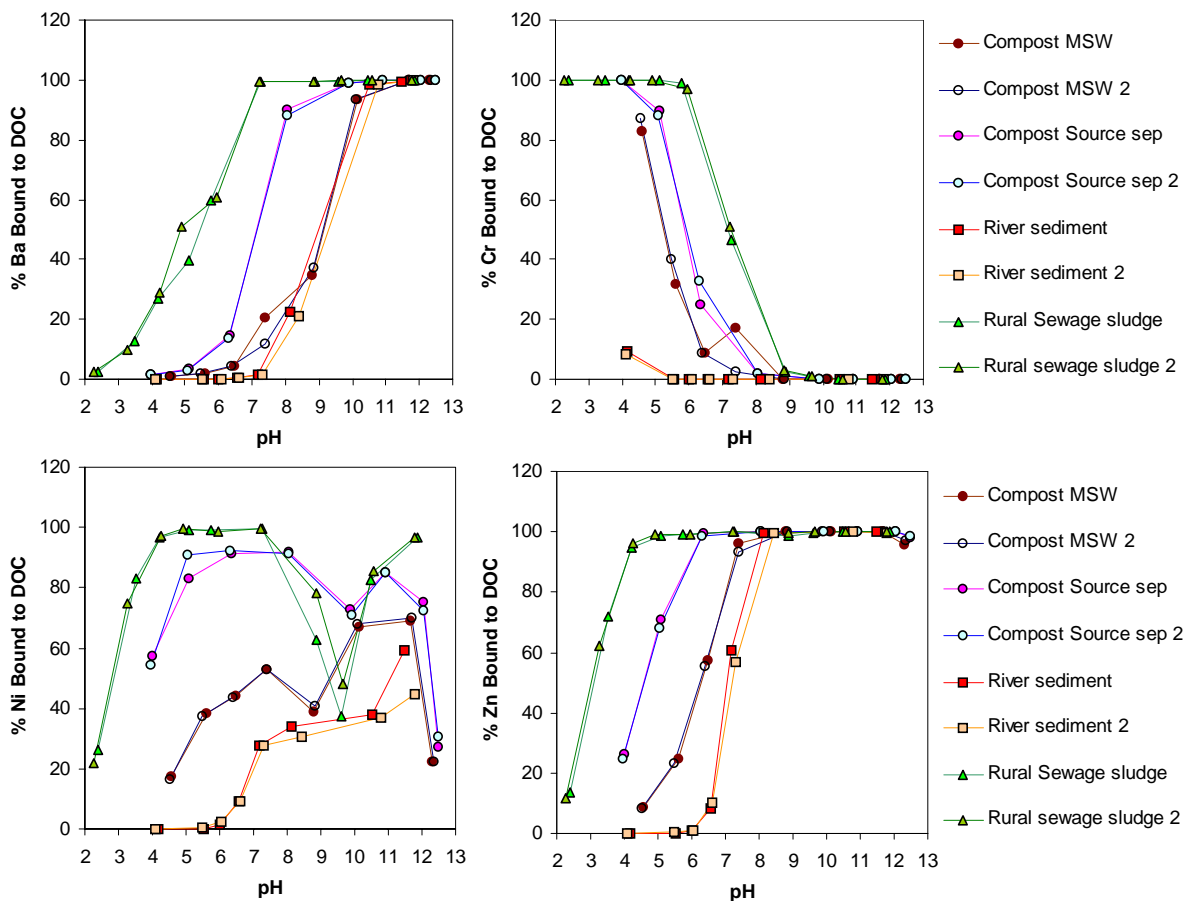 % Ba Bound to DOC
120
100
80
60
40
20
0
2 3 4 5 6 7 8 9 10 11 12 13
pH
% Cr Bound to DOC
120
100
80
60
40
20
0
2 3 4 5 6 7 8 9 10 11 12 13
pH
Compost MSW
Compost MSW 2
Compost Source sep
Compost Source sep 2
River sediment
River sediment 2
Rural Sewage sludge
Rural sewage sludge 2
% Ni Bound to DOC
120
100
80
60
40
20
0
2 3 4 5 6 7 8 9 10 11 12 13
pH
% Zn Bound to DOC
120
100
80
60
40
20
0
2 3 4 5 6 7 8 9 10 11 12 13
pH
Compost MSW
Compost MSW 2
Compost Source sep
Compost Source sep 2
River sediment
River sediment 2
Rural Sewage sludge
Rural sewage sludge 2